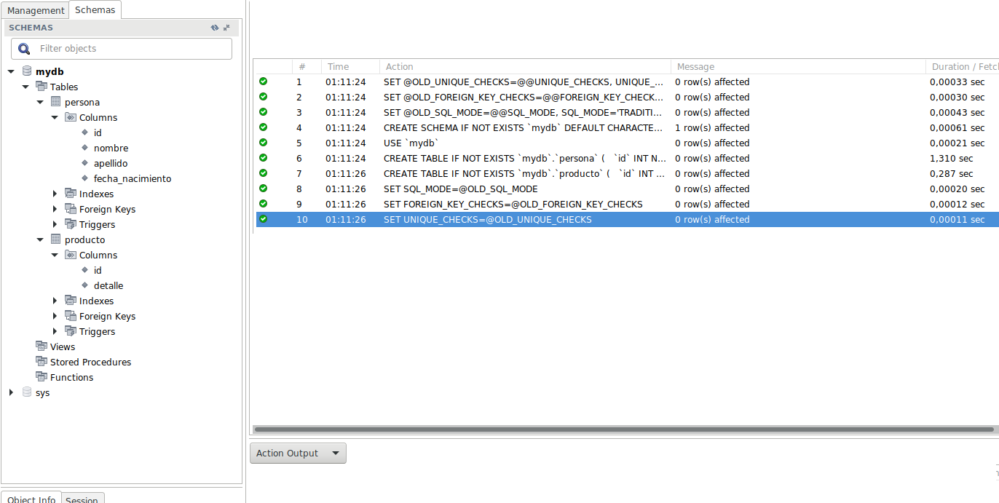 Management Schemas
SCHEMAS
Filter objects
mydb
Tables
persona
Columns
id
nombre
apellido
fecha_nacimiento
Indexes
Foreign Keys
Triggers
producto
Columns
id
detalle
Indexes
Foreign Keys
Triggers
Views
Stored Procedures
Functions
sys
Object Info Session
# Time Action Message Duration / Fetc
1 01:11:24 SET @OLD_UNIQUE_CHECKS=@@UNIQUE_CHECKS, UNIQUE_... 0 row(s) affected 0,00033 sec
2 01:11:24 SET @OLD_FOREIGN_KEY_CHECKS=@@FOREIGN_KEY_CHECK... 0 row(s) affected 0,00030 sec
3 01:11:24 SET @OLD_SQL_MODE=@@SQL_MODE, SQL_MODE='TRADITI... 0 row(s) affected 0,00043 sec
4 01:11:24 CREATE SCHEMA IF NOT EXISTS `mydb` DEFAULT CHARACTE... 1 row(s) affected 0,00061 sec
5 01:11:24 USE `mydb` 0 row(s) affected 0,00021 sec
6 01:11:24 CREATE TABLE IF NOT EXISTS `mydb`.`persona` ( `id` INT N... 0 row(s) affected 1,310 sec
7 01:11:26 CREATE TABLE IF NOT EXISTS `mydb`.`producto` ( `id` INT ... 0 row(s) affected 0,287 sec
8 01:11:26 SET SQL_MODE=@OLD_SQL_MODE 0 row(s) affected 0,00020 sec
9 01:11:26 SET FOREIGN_KEY_CHECKS=@OLD_FOREIGN_KEY_CHECKS 0 row(s) affected 0,00012 sec
10 01:11:26 SET UNIQUE_CHECKS=@OLD_UNIQUE_CHECKS 0 row(s) affected 0,00011 sec
Action Output